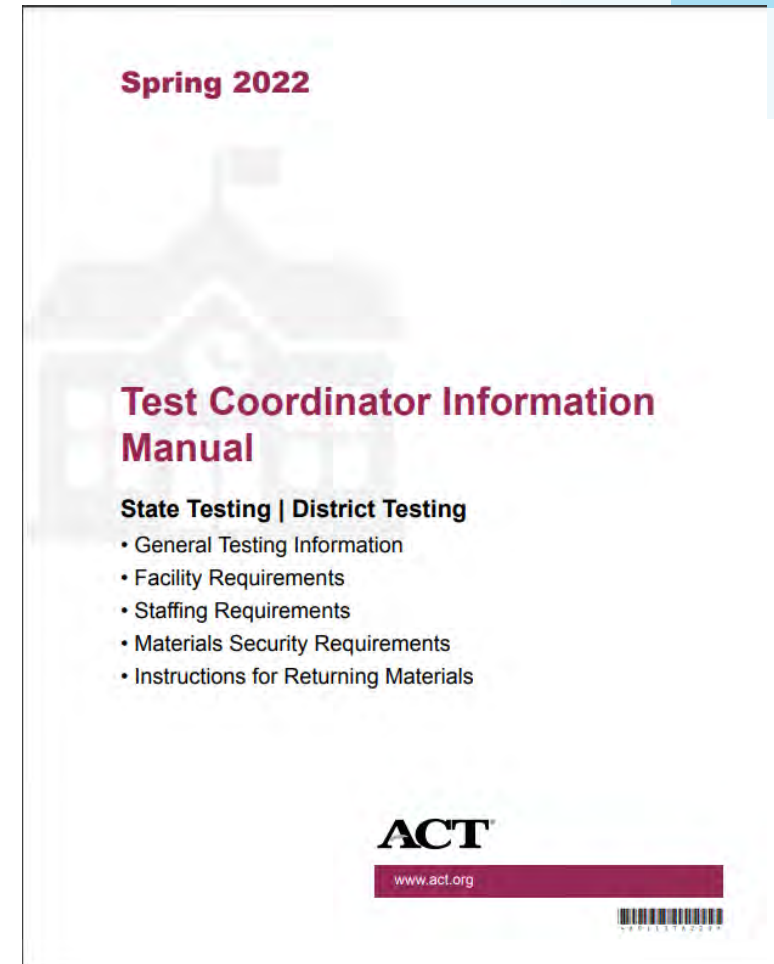 Spring 2022
Test Coordinator Information
Manual
State Testing | District Testing
• General Testing Information
• Facility Requirements
• Staffing Requirements
• Materials Security Requirements
• Instructions for Returning Materials
ACT®
www.act.org